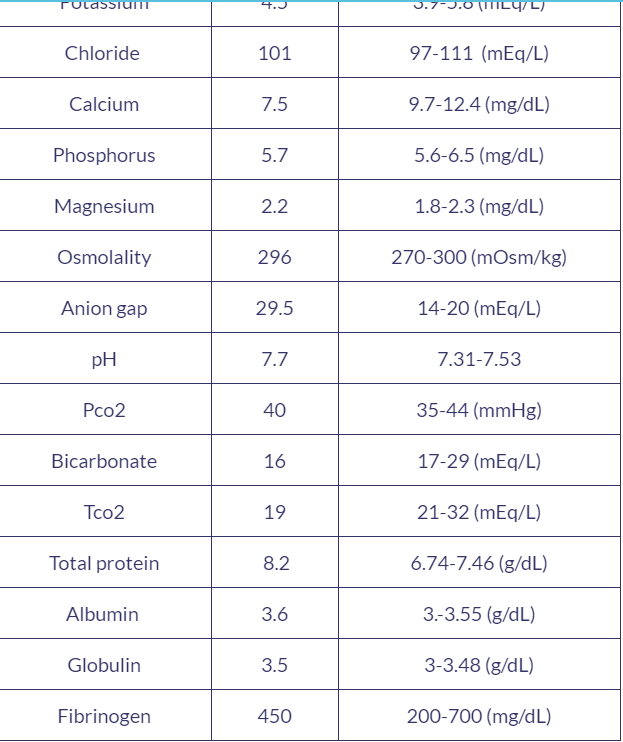 Potassium 4.5 3.9-5.8 (mEq/L)
Chloride 101 97-111 (mEq/L)
Calcium 7.5 9.7-12.4 (mg/dL)
Phosphorus 5.7 5.6-6.5 (mg/dL)
Magnesium 2.2 1.8-2.3 (mg/dL)
Osmolality 296 270-300 (mOsm/kg)
Anion gap 29.5 14-20 (mEq/L)
pH 7.7 7.31-7.53
Pco2 40 35-44 (mmHg)
Bicarbonate 16 17-29 (mEq/L)
Tco2 19 21-32 (mEq/L)
Total protein 8.2 6.74-7.46 (g/dL)
Albumin 3.6 3.-3.55 (g/dL)
Globulin 3.5 3-3.48 (g/dL)
Fibrinogen 450 200-700 (mg/dL)